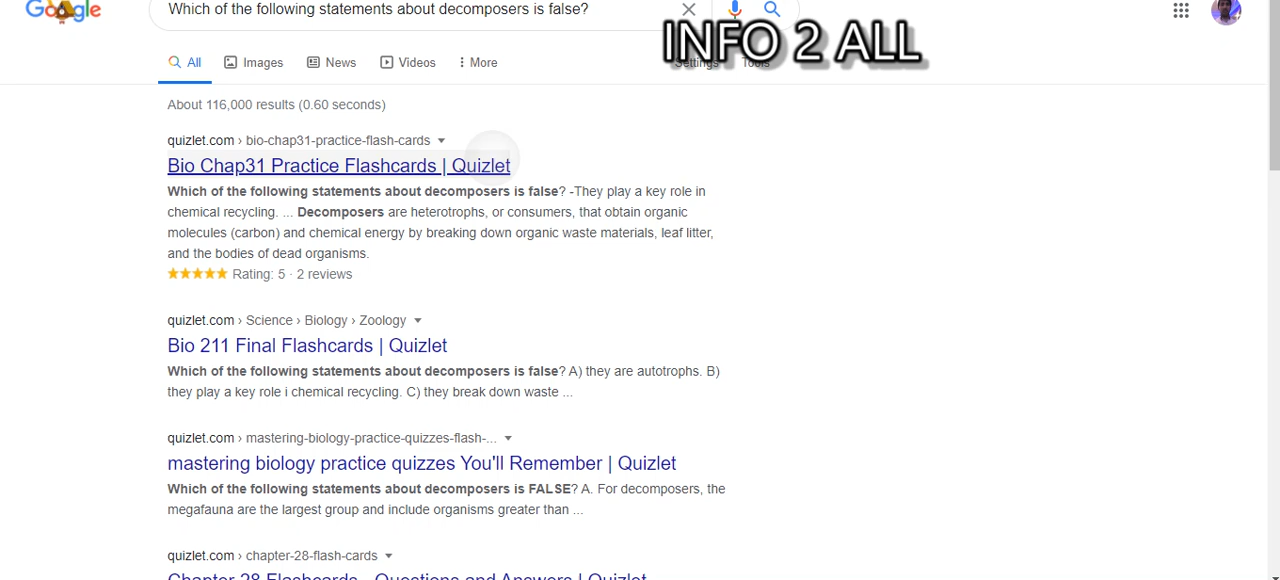 Google
Which of the following statements about decomposers is false?
INFO 2 ALL
All Images News Videos More Settings Tools
About 116,000 results (0.60 seconds)
quizlet.com › bio-chap31-practice-flash-cards
Bio Chap31 Practice Flashcards | Quizlet
Which of the following statements about decomposers is false? -They play a key role in
chemical recycling. ... Decomposers are heterotrophs, or consumers, that obtain organic
molecules (carbon) and chemical energy by breaking down organic waste materials, leaf litter,
and the bodies of dead organisms.
Rating: 5 · 2 reviews
quizlet.com › Science › Biology › Zoology
Bio 211 Final Flashcards | Quizlet
Which of the following statements about decomposers is false? A) they are autotrophs. B)
they play a key role i chemical recycling. C) they break down waste ...
quizlet.com › mastering-biology-practice-quizzes-flash-...
mastering biology practice quizzes You'll Remember | Quizlet
Which of the following statements about decomposers is FALSE? A. For decomposers, the
megafauna are the largest group and include organisms greater than ...
quizlet.com › chapter-28-flash-cards
Chapter 28 Flashcards - Questions and Answers | Quizlet